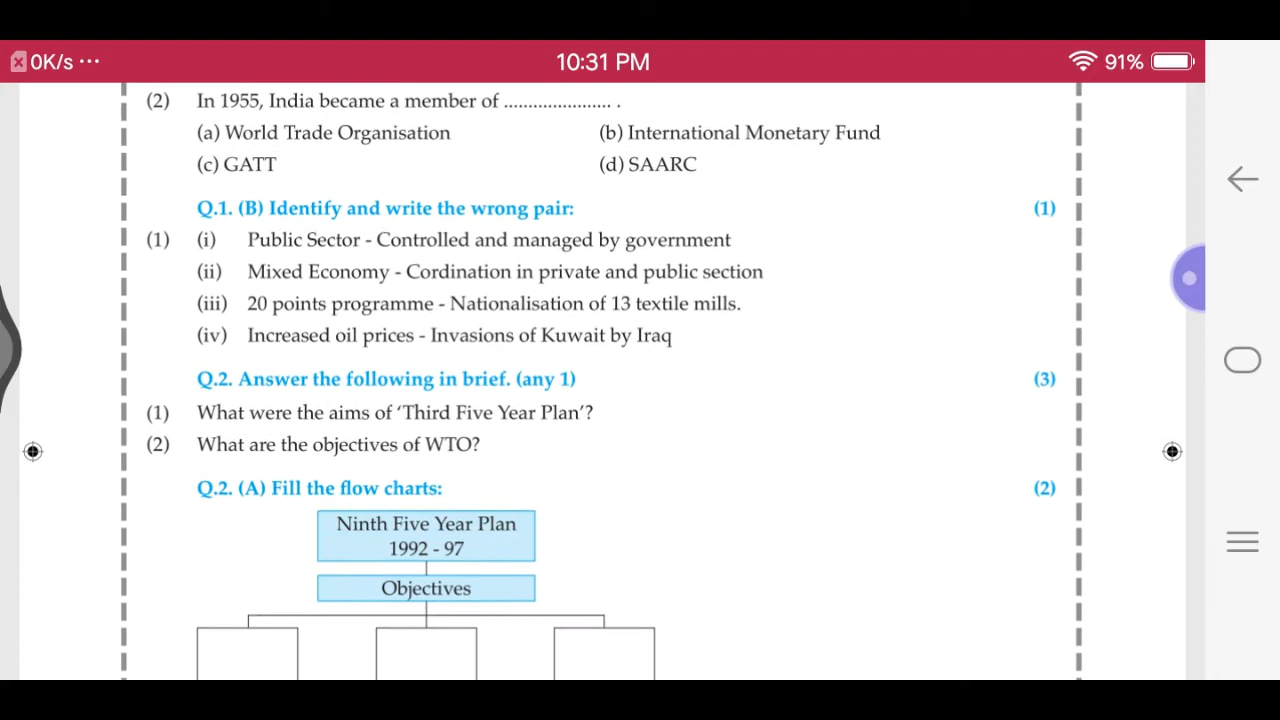 0K/s ···
10:31 PM
91%
(2) In 1955, India became a member of ...................... .
(a) World Trade Organisation (b) International Monetary Fund
(c) GATT (d) SAARC
Q.1. (B) Identify and write the wrong pair: (1)
(1) (i) Public Sector - Controlled and managed by government
(ii) Mixed Economy - Cordination in private and public section
(iii) 20 points programme - Nationalisation of 13 textile mills.
(iv) Increased oil prices - Invasions of Kuwait by Iraq
Q.2. Answer the following in brief. (any 1) (3)
(1) What were the aims of ‘Third Five Year Plan’?
(2) What are the objectives of WTO?
Q.2. (A) Fill the flow charts: (2)
Ninth Five Year Plan
1992 - 97
Objectives